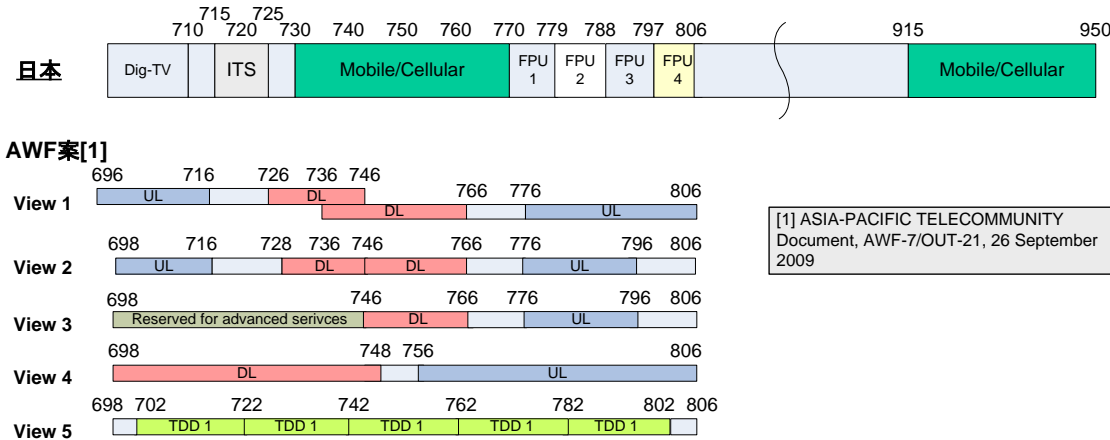 715 725
710 720 730 740 750 760 770 779 788 797 806 915 950
日本
Dig-TV
ITS
Mobile/Cellular
FPU 1
FPU 2
FPU 3
FPU 4
Mobile/Cellular
AWF案[1]
696 716 726 736 746 766 776 806
View 1
UL DL DL UL
698 716 728 736 746 766 776 796 806
View 2
UL DL DL UL
698 746 766 776 796 806
View 3
Reserved for advanced serivces DL UL
698 748 756 806
View 4
DL UL
698 702 722 742 762 782 802 806
View 5
TDD 1 TDD 1 TDD 1 TDD 1 TDD 1
[1] ASIA-PACIFIC TELECOMMUNITY
Document, AWF-7/OUT-21, 26 September
2009